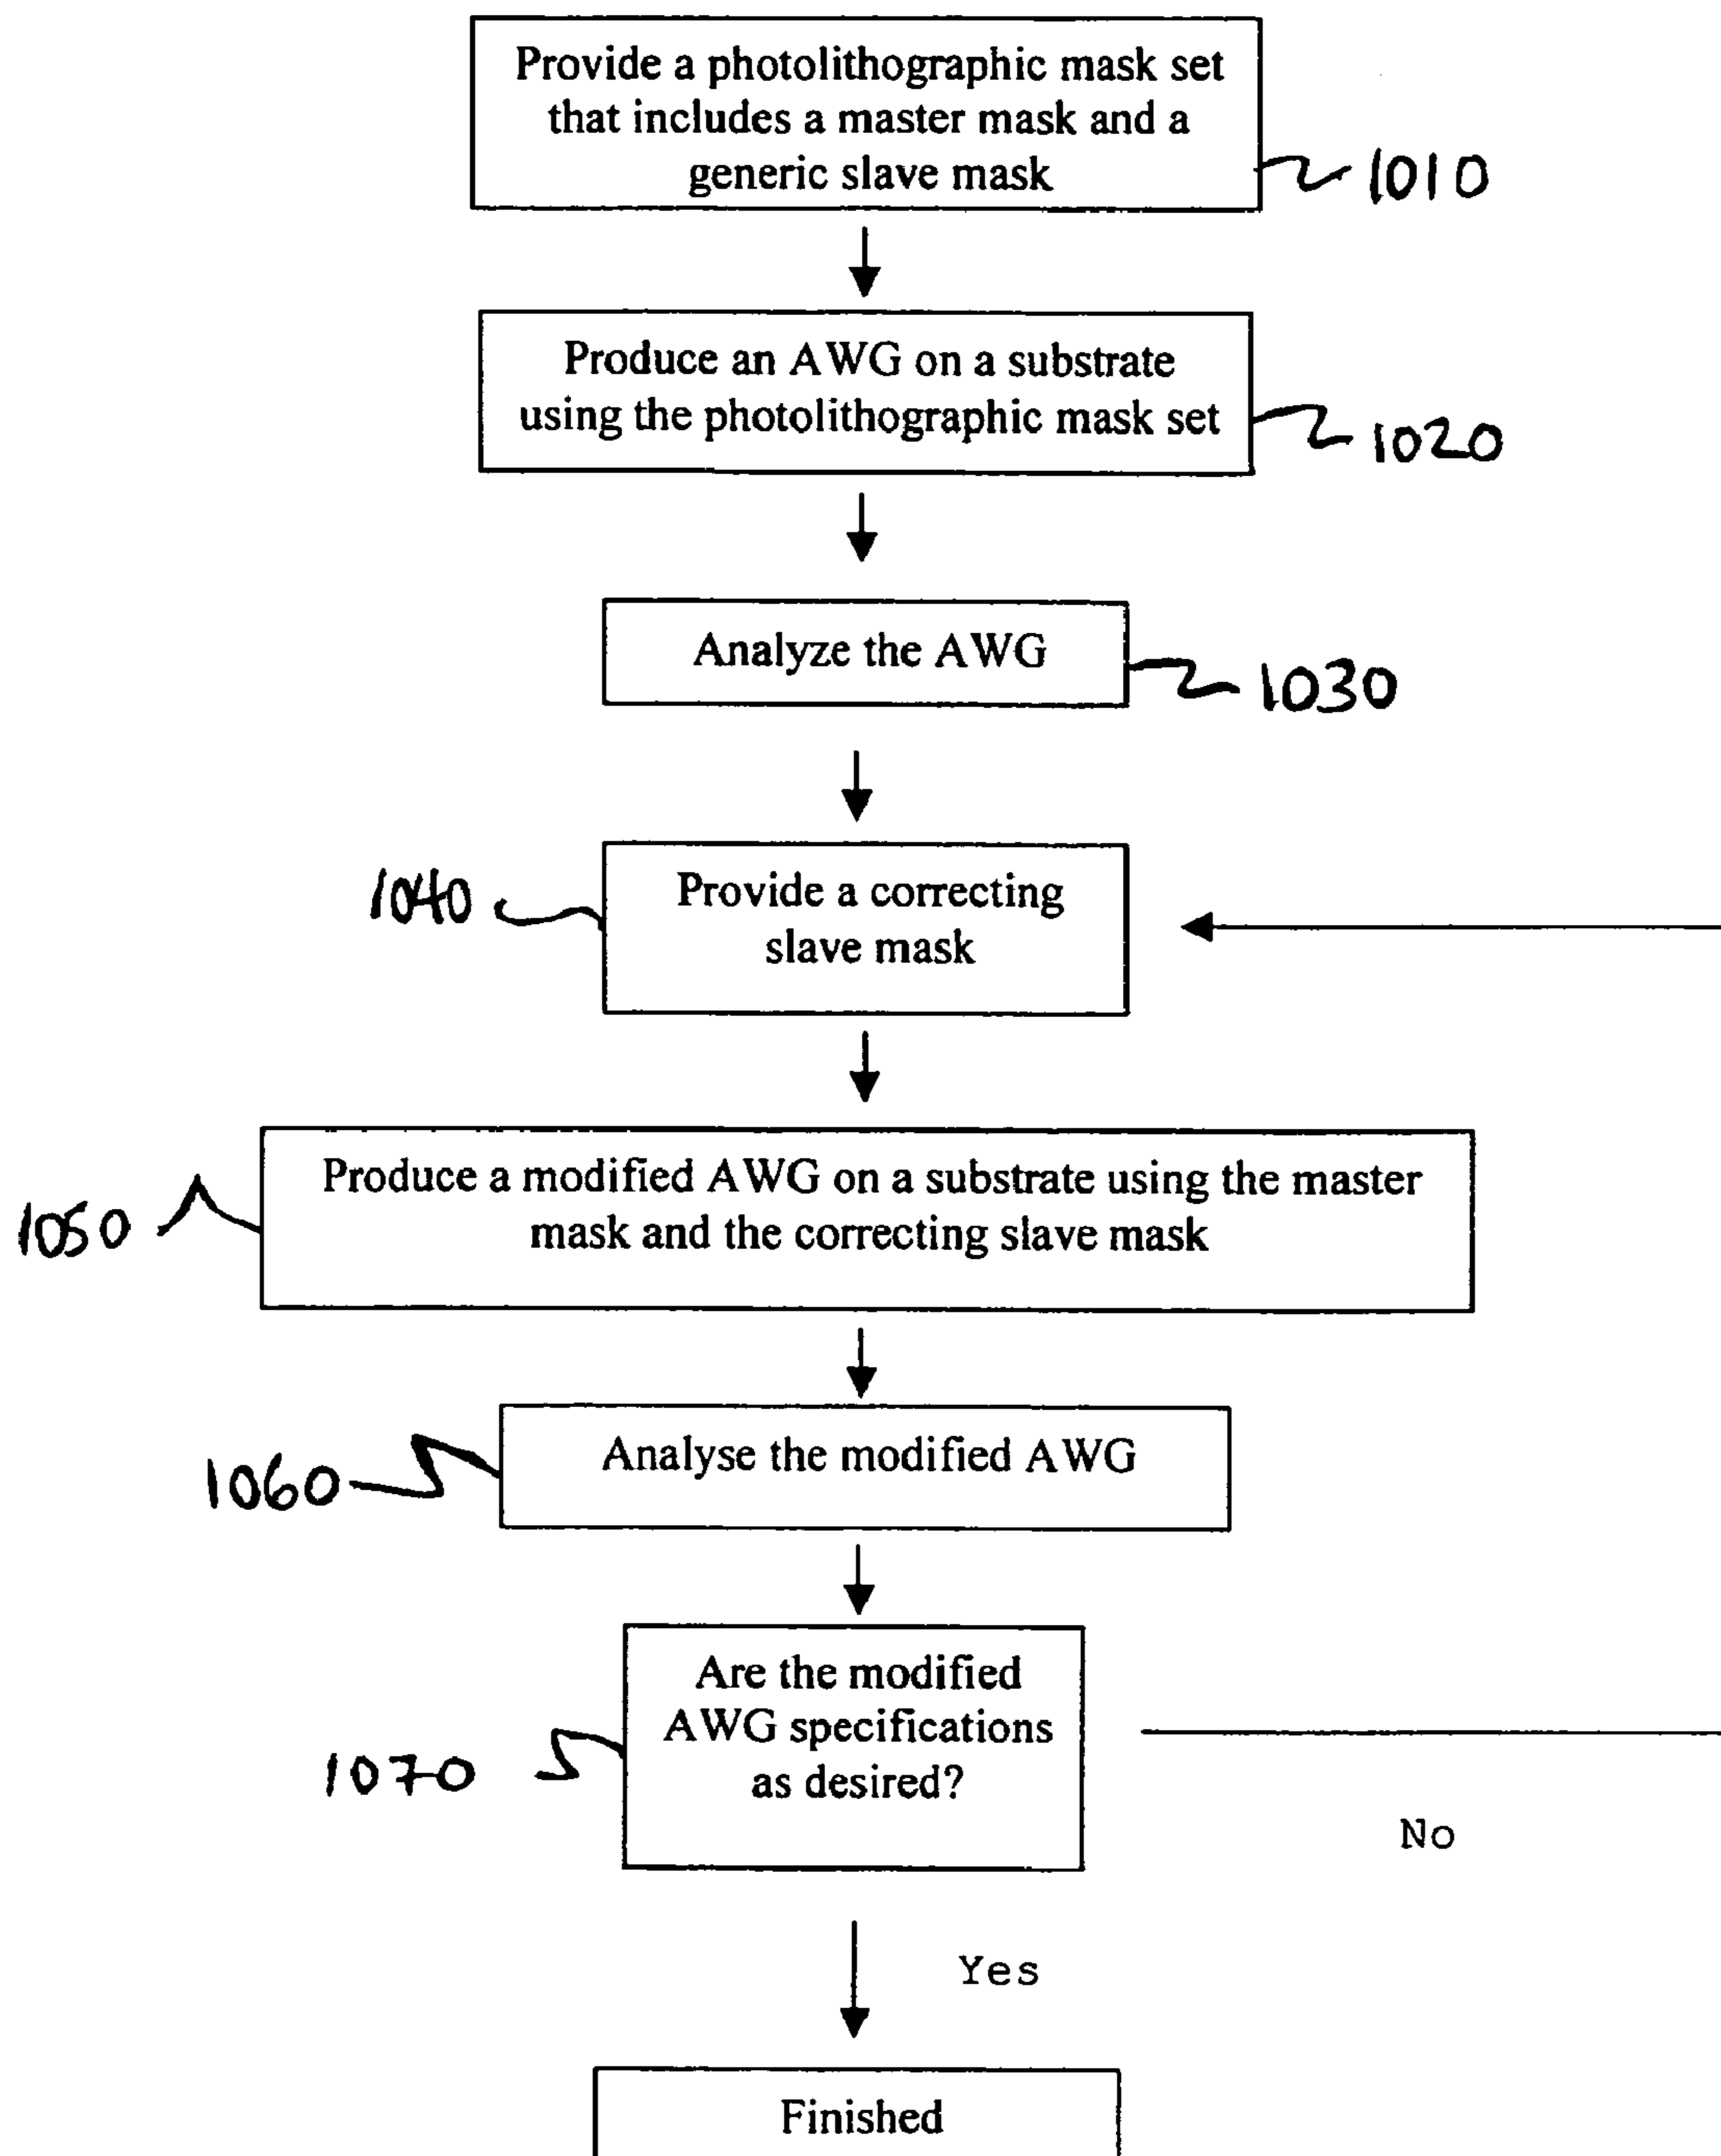 Provide a photolithographic mask set
that includes a master mask and a
generic slave mask
1010
Produce an AWG on a substrate
using the photolithographic mask set
1020
Analyze the AWG
1030
1040
Provide a correcting
slave mask
Produce a modified AWG on a substrate using the master
mask and the correcting slave mask
1050
Analyse the modified AWG
1060
Are the modified
AWG specifications
as desired?
1070
No
Yes
Finished